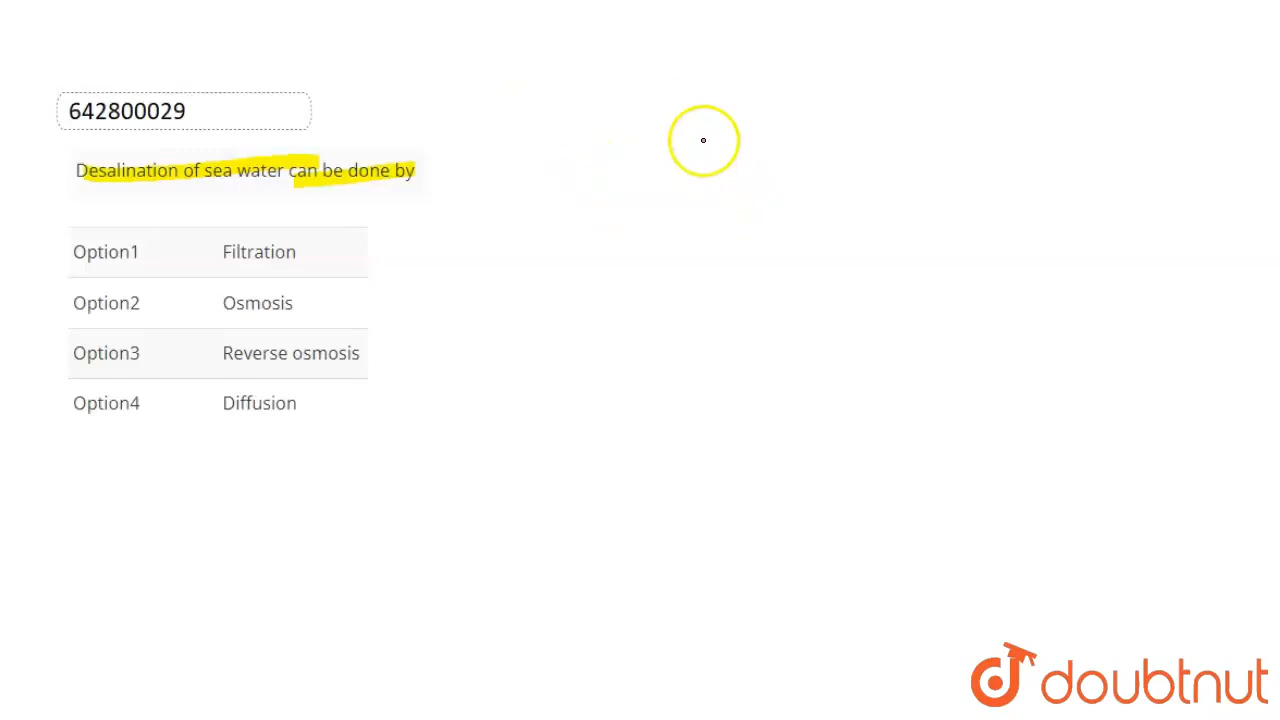 642800029
Desalination of sea water can be done by
Option1 Filtration
Option2 Osmosis
Option3 Reverse osmosis
Option4 Diffusion
doubtnut